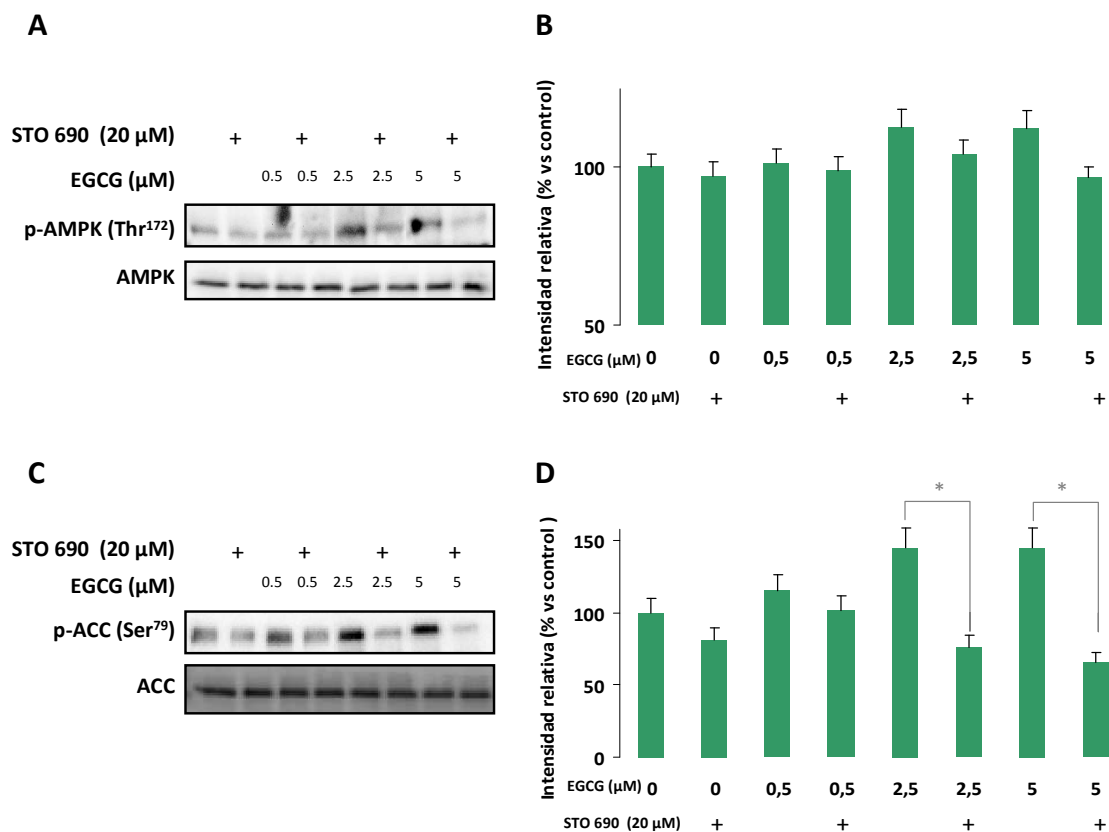 A
STO 690 (20 µM) + + + +
EGCG (µM) 0.5 0.5 2.5 2.5 5 5
p-AMPK (Thr¹⁷²)
AMPK
B
Intensidad relativa (% vs control)
100
50
EGCG (µM) 0 0 0,5 0,5 2,5 2,5 5 5
STO 690 (20 µM) + + + +
C
STO 690 (20 µM) + + + +
EGCG (µM) 0.5 0.5 2.5 2.5 5 5
p-ACC (Ser⁷⁹)
ACC
D
* *
Intensidad relativa (% vs control )
150
100
50
0
EGCG (µM) 0 0 0,5 0,5 2,5 2,5 5 5
STO 690 (20 µM) + + + +